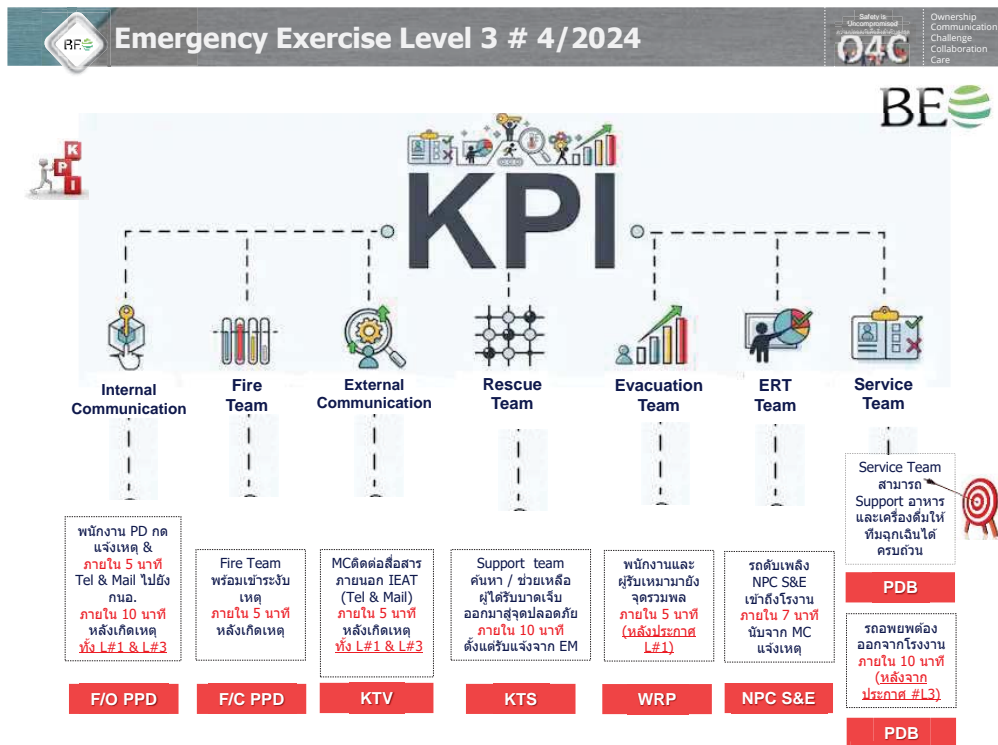 BE
Emergency Exercise Level 3 # 4/2024
Safety is
Uncompromised
O4C
Ownership
Communication
Challenge
Collaboration
Care
BE
K
P
I
KPI
Internal
Communication
Fire
Team
External
Communication
Rescue
Team
Evacuation
Team
ERT
Team
Service
Team
พนักงาน PD กด
แจ้งเหตุ &
ภายใน 5 นาที
Tel & Mail ไปยัง
กนอ.
ภายใน 10 นาที
หลังเกิดเหตุ
ทั้ง L#1 & L#3
F/O PPD
Fire Team
พร้อมเข้าระงับ
เหตุ
ภายใน 5 นาที
หลังเกิดเหตุ
F/C PPD
MCติดต่อสื่อสาร
ภายนอก IEAT
(Tel & Mail)
ภายใน 5 นาที
หลังเกิดเหตุ
ทั้ง L#1 & L#3
KTV
Support team
ค้นหา / ช่วยเหลือ
ผู้ได้รับบาดเจ็บ
ออกมาสู่จุดปลอดภัย
ภายใน 10 นาที
ตั้งแต่รับแจ้งจาก EM
KTS
พนักงานและ
ผู้รับเหมามายัง
จุดรวมพล
ภายใน 5 นาที
(หลังประกาศ
L#1)
WRP
รถดับเพลิง
NPC S&E
เข้าถึงโรงาน
ภายใน 7 นาที
นับจาก MC
แจ้งเหตุ
NPC S&E
Service Team
สามารถ
Support อาหาร
และเครื่องดื่มให้
ทีมฉุกเฉินได้
ครบถ้วน
PDB
รถอพยพต้อง
ออกจากโรงงาน
ภายใน 10 นาที
(หลังจาก
ประกาศ #L3)
PDB